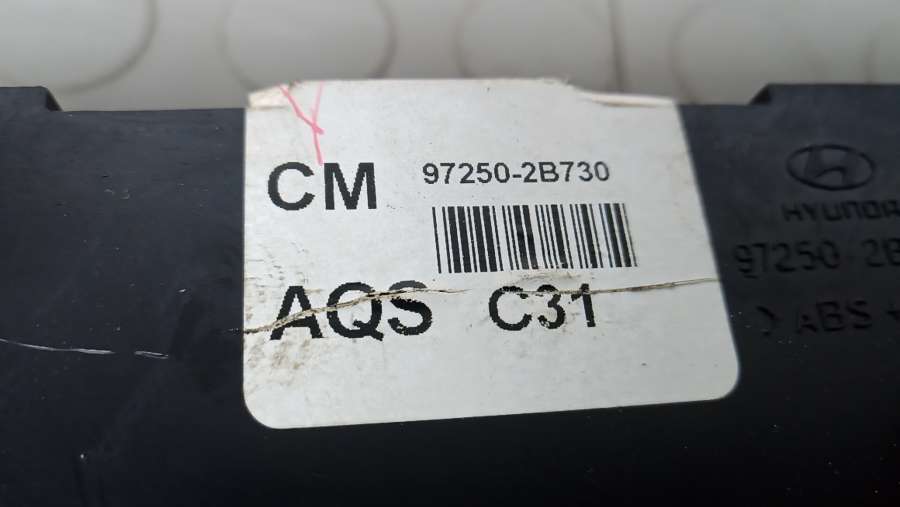 CM 97250-2B730
AQS C31
HYUNDAI
97250-2B
>ABS+